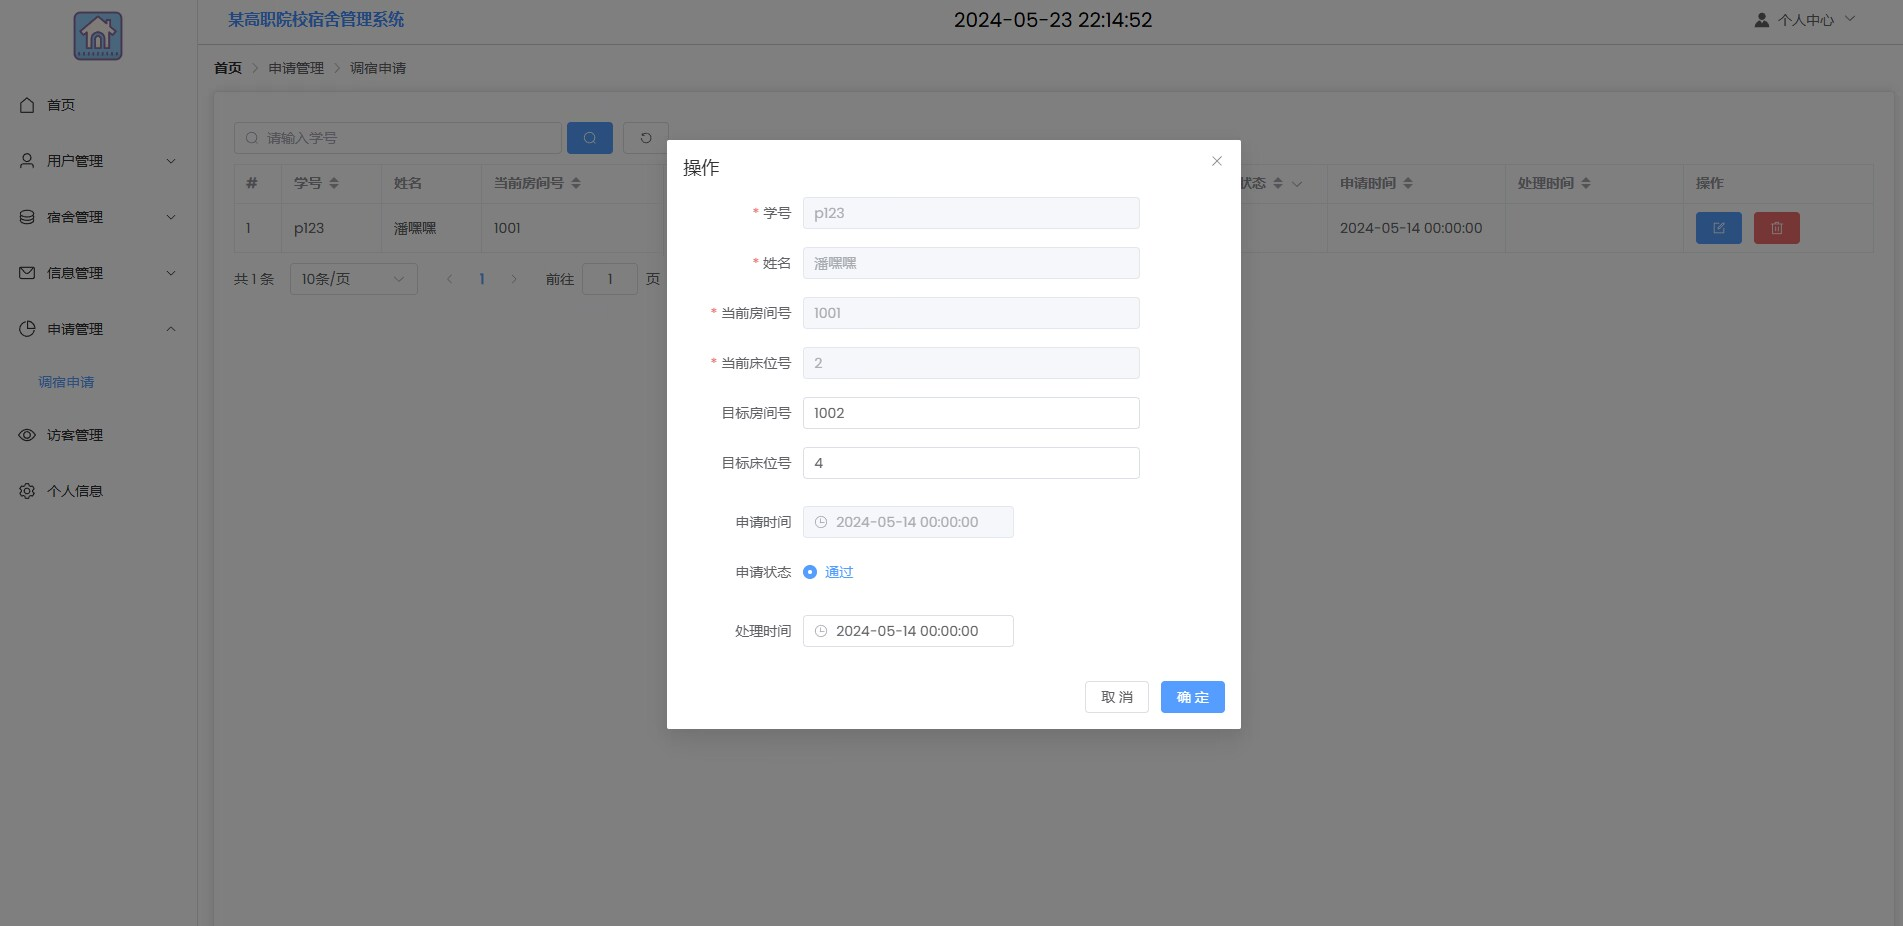 某高职院校宿舍管理系统
2024-05-23 22:14:52
个人中心
首页
用户管理
宿舍管理
信息管理
申请管理
调宿申请
访客管理
个人信息
首页 > 申请管理 > 调宿申请
请输入学号
# 学号 姓名 当前房间号 状态 申请时间 处理时间 操作
1 p123 潘嘿嘿 1001 2024-05-14 00:00:00
共 1 条 10条/页 1 前往 1 页
操作
* 学号 p123
* 姓名 潘嘿嘿
* 当前房间号 1001
* 当前床位号 2
目标房间号 1002
目标床位号 4
申请时间 2024-05-14 00:00:00
申请状态 通过
处理时间 2024-05-14 00:00:00
取 消 确 定